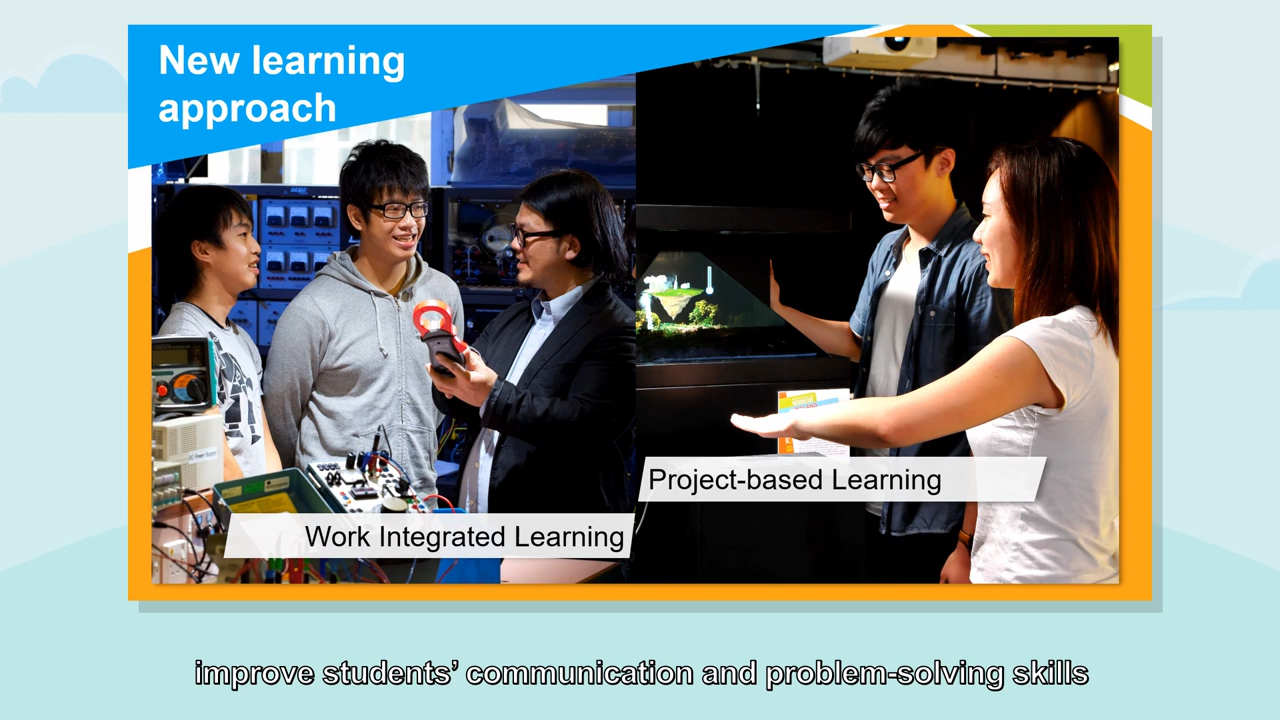 New learning
approach
Project-based Learning
Work Integrated Learning
improve students’ communication and problem-solving skills